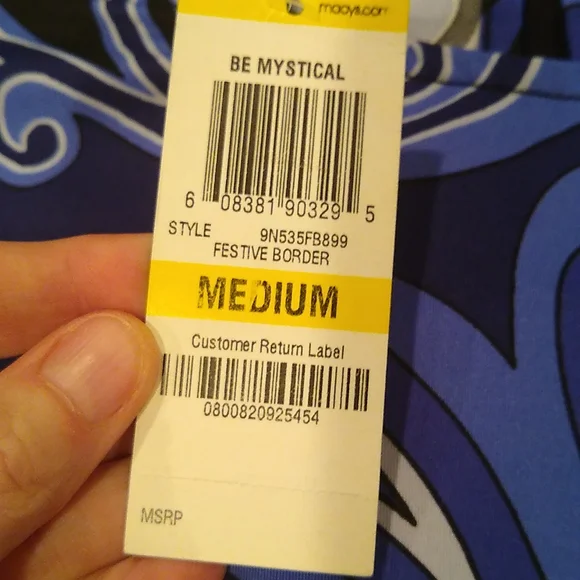 macys.com
BE MYSTICAL
6 08381 90329 5
STYLE 9N535FB899
FESTIVE BORDER
MEDIUM
Customer Return Label
0800820925454
MSRP